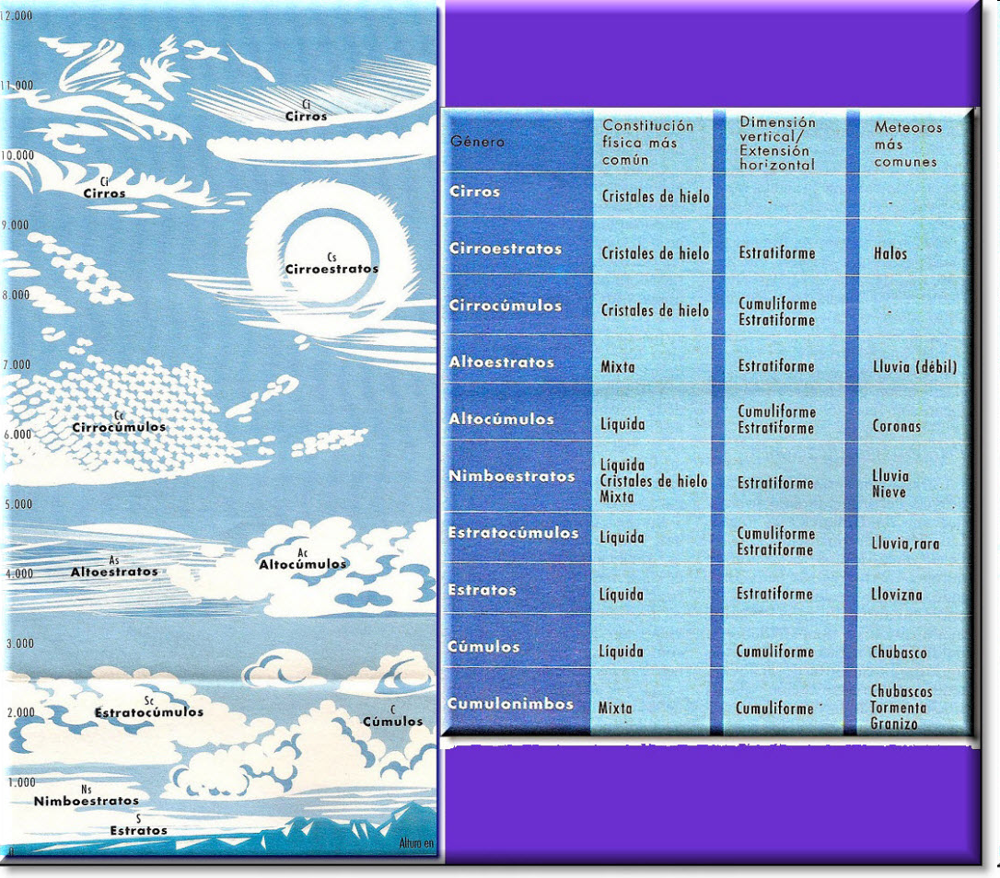 12.000
11.000
Ci
Cirros
10.000
Ci
Cirros
9.000
Cs
Cirroestratos
8.000
7.000
Cc
Cirrocúmulos
6.000
5.000
As
Altoestratos
Ac
Altocúmulos
4.000
3.000
Sc
Estratocúmulos
2.000
C
Cúmulos
1.000
Ns
Nimboestratos
S
Estratos
Altura en
0
Género
Constitución
física más
común
Dimensión
vertical/
Extensión
horizontal
Meteoros
más
comunes
Cirros
Cristales de hielo
-
-
Cirroestratos
Cristales de hielo
Estratiforme
Halos
Cirrocúmulos
Cristales de hielo
Cumuliforme
Estratiforme
-
Altoestratos
Mixta
Estratiforme
Lluvia (débil)
Altocúmulos
Líquida
Cumuliforme
Estratiforme
Coronas
Nimboestratos
Líquida
Cristales de hielo
Mixta
Estratiforme
Lluvia
Nieve
Estratocúmulos
Líquida
Cumuliforme
Estratiforme
Lluvia,rara
Estratos
Líquida
Estratiforme
Llovizna
Cúmulos
Líquida
Cumuliforme
Chubasco
Cumulonimbos
Mixta
Cumuliforme
Chubascos
Tormenta
Granizo